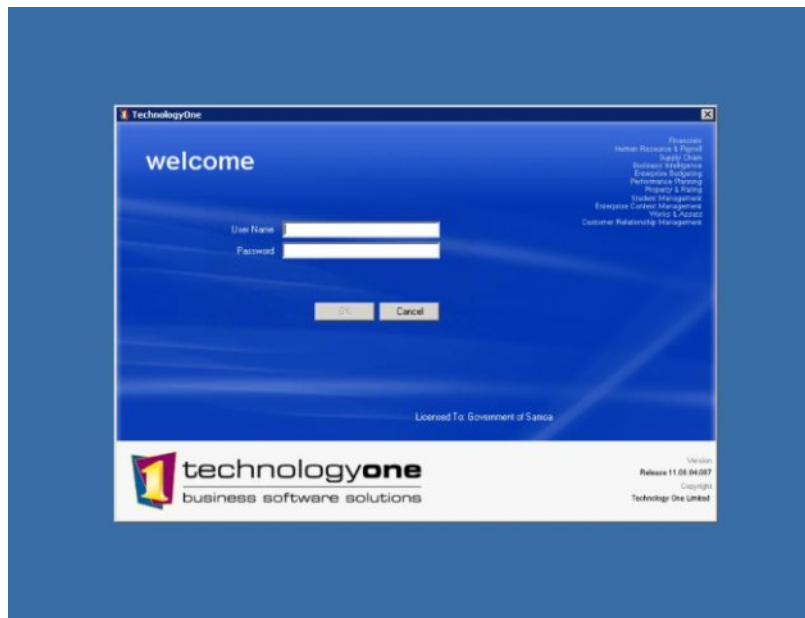 TechnologyOne
welcome
Financials
Human Resource & Payroll
Supply Chain
Business Intelligence
Enterprise Budgeting
Performance Planning
Property & Rating
Student Management
Enterprise Content Management
Works & Assets
Customer Relationship Management
User Name
Password
OK
Cancel
Licensed To: Government of Samoa
technologyone
business software solutions
Version
Release 11.08.04.087
Copyright
Technology One Limited